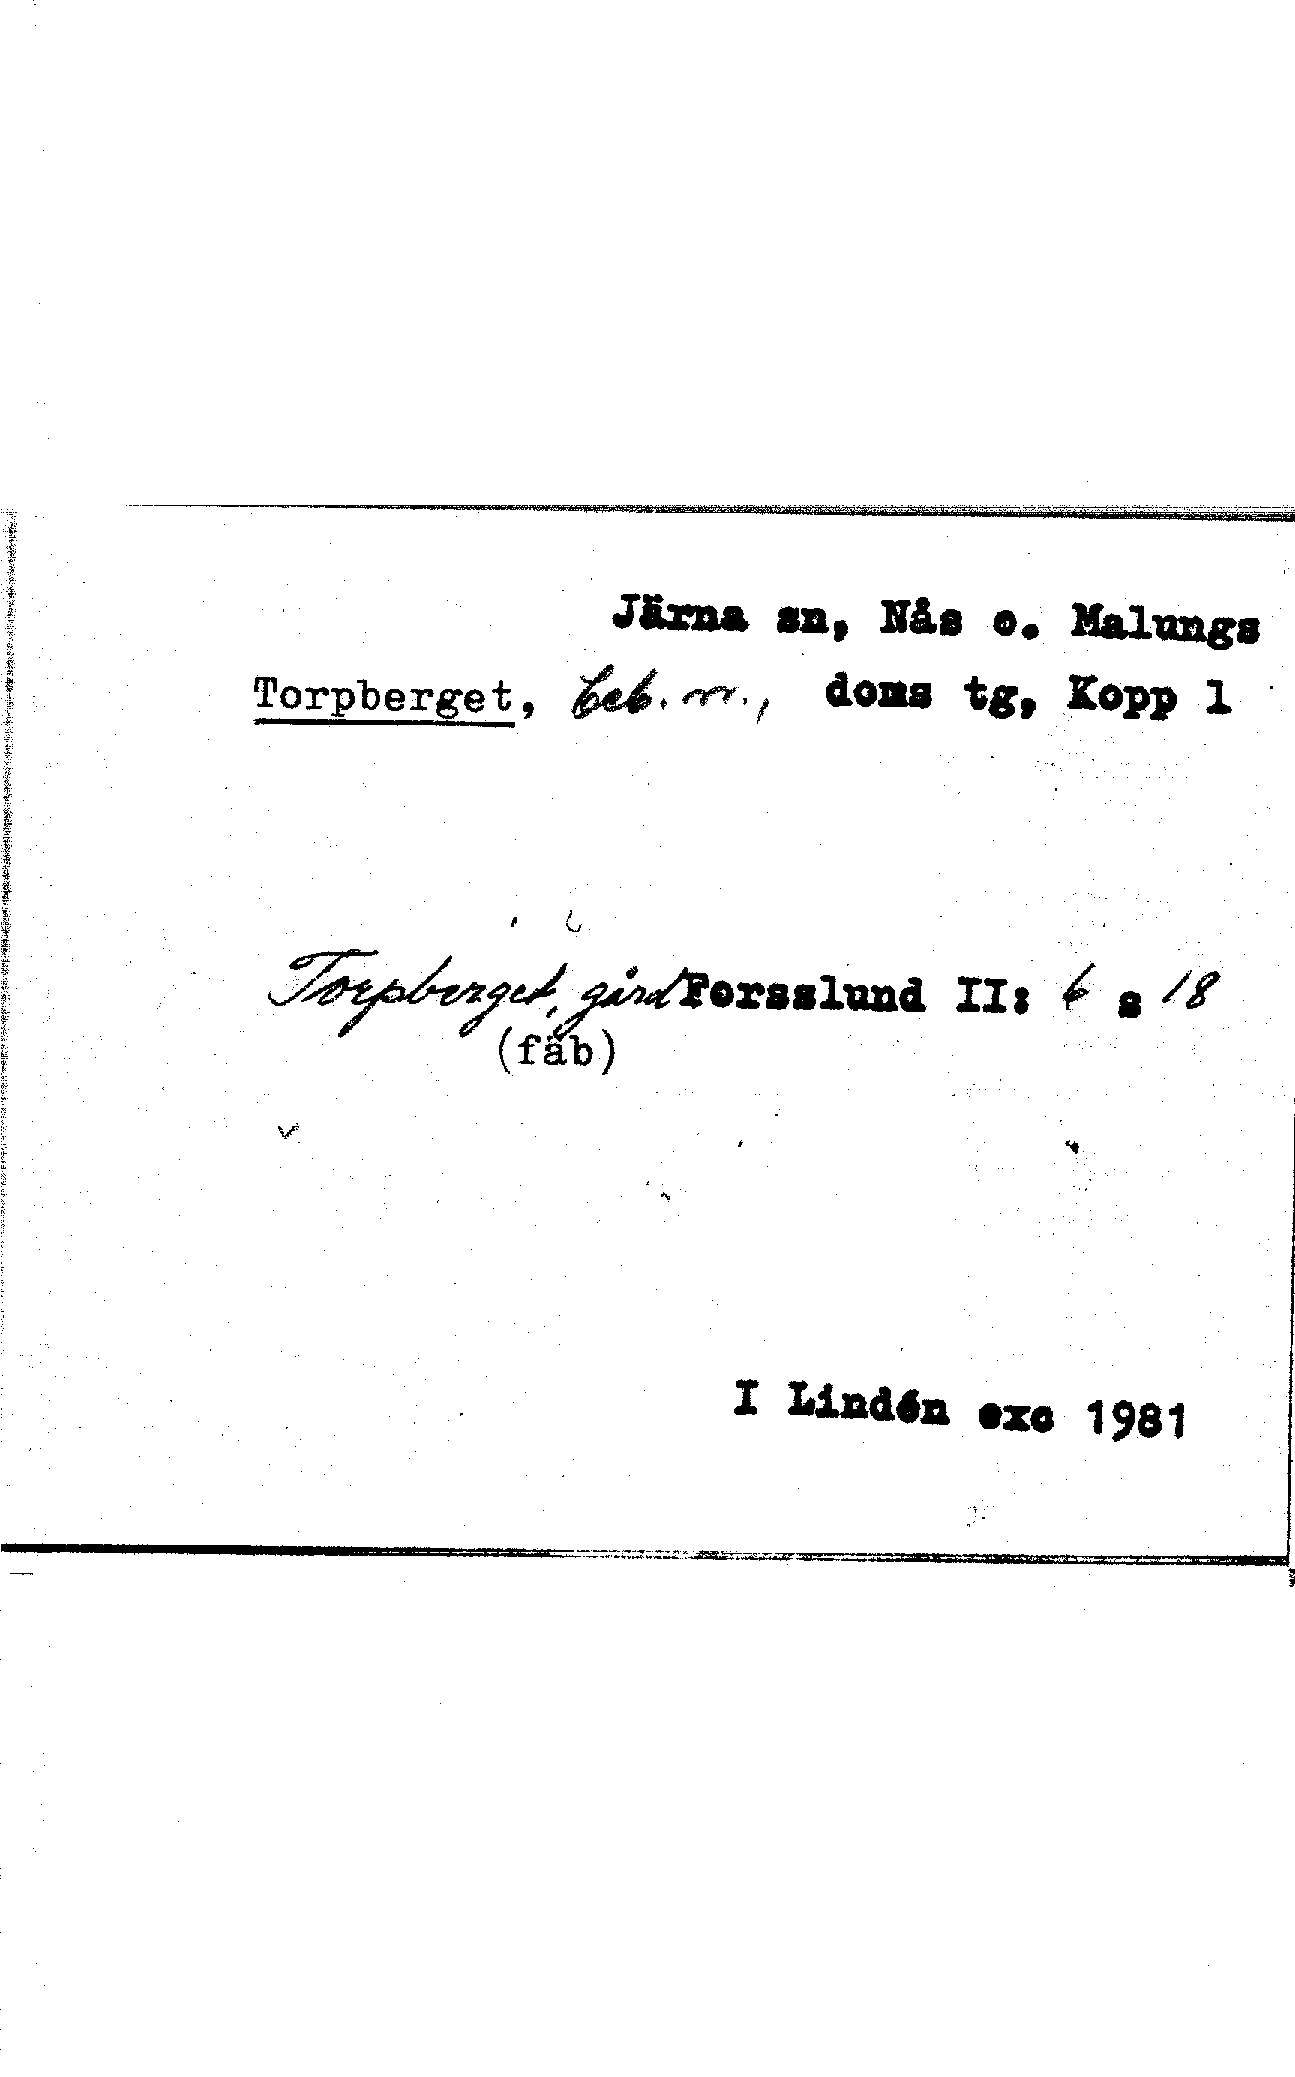 Järna sn, Nås o. Malungs
Torpberget, beb. m., doms tg, Kopp l
Torpberget, gård Forsslund II: 6 s 18
(fäb)
I Lindén exc 1981